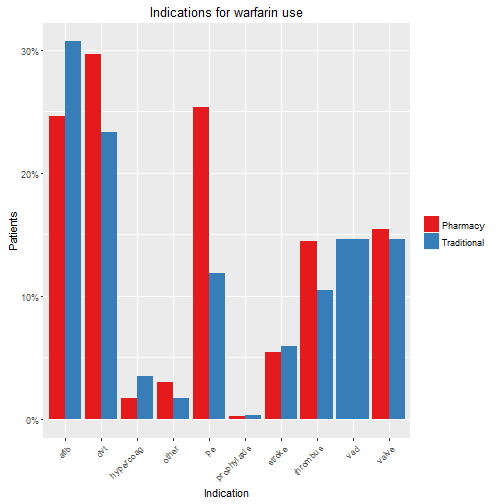 Indications for warfarin use
Patients
30%
20%
10%
0%
afib
dvt
hypercoag
other
pe
prophylaxis
stroke
thrombus
vad
valve
Indication
Pharmacy
Traditional